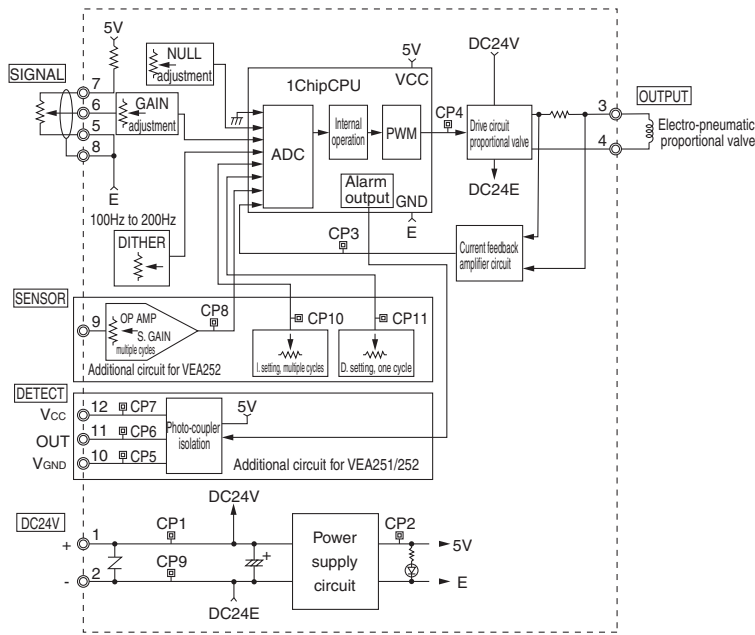 5V
SIGNAL
7
6
5
8
E
NULL
adjustment
GAIN
adjustment
100Hz to 200Hz
DITHER
5V
VCC
1ChipCPU
ADC
Internal
operation
PWM
Alarm
output
GND
E
CP4
DC24V
Drive circuit
proportional valve
DC24E
3
OUTPUT
4
Electro-pneumatic
proportional valve
CP3
Current feedback
amplifier circuit
SENSOR
9
OP AMP
S. GAIN
multiple cycles
CP8
CP10
CP11
I. setting, multiple cycles
D. setting, one cycle
Additional circuit for VEA252
DETECT
VCC
12
CP7
OUT
11
CP6
VGND
10
CP5
Photo-coupler
isolation
5V
Additional circuit for VEA251/252
DC24V
+
1
CP1
DC24V
-
2
CP9
DC24E
+
Power
supply
circuit
CP2
5V
E